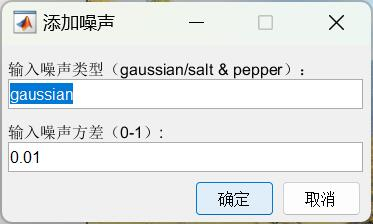 添加噪声
输入噪声类型（gaussian/salt & pepper）：
gaussian
输入噪声方差（0-1）：
0.01
确定
取消